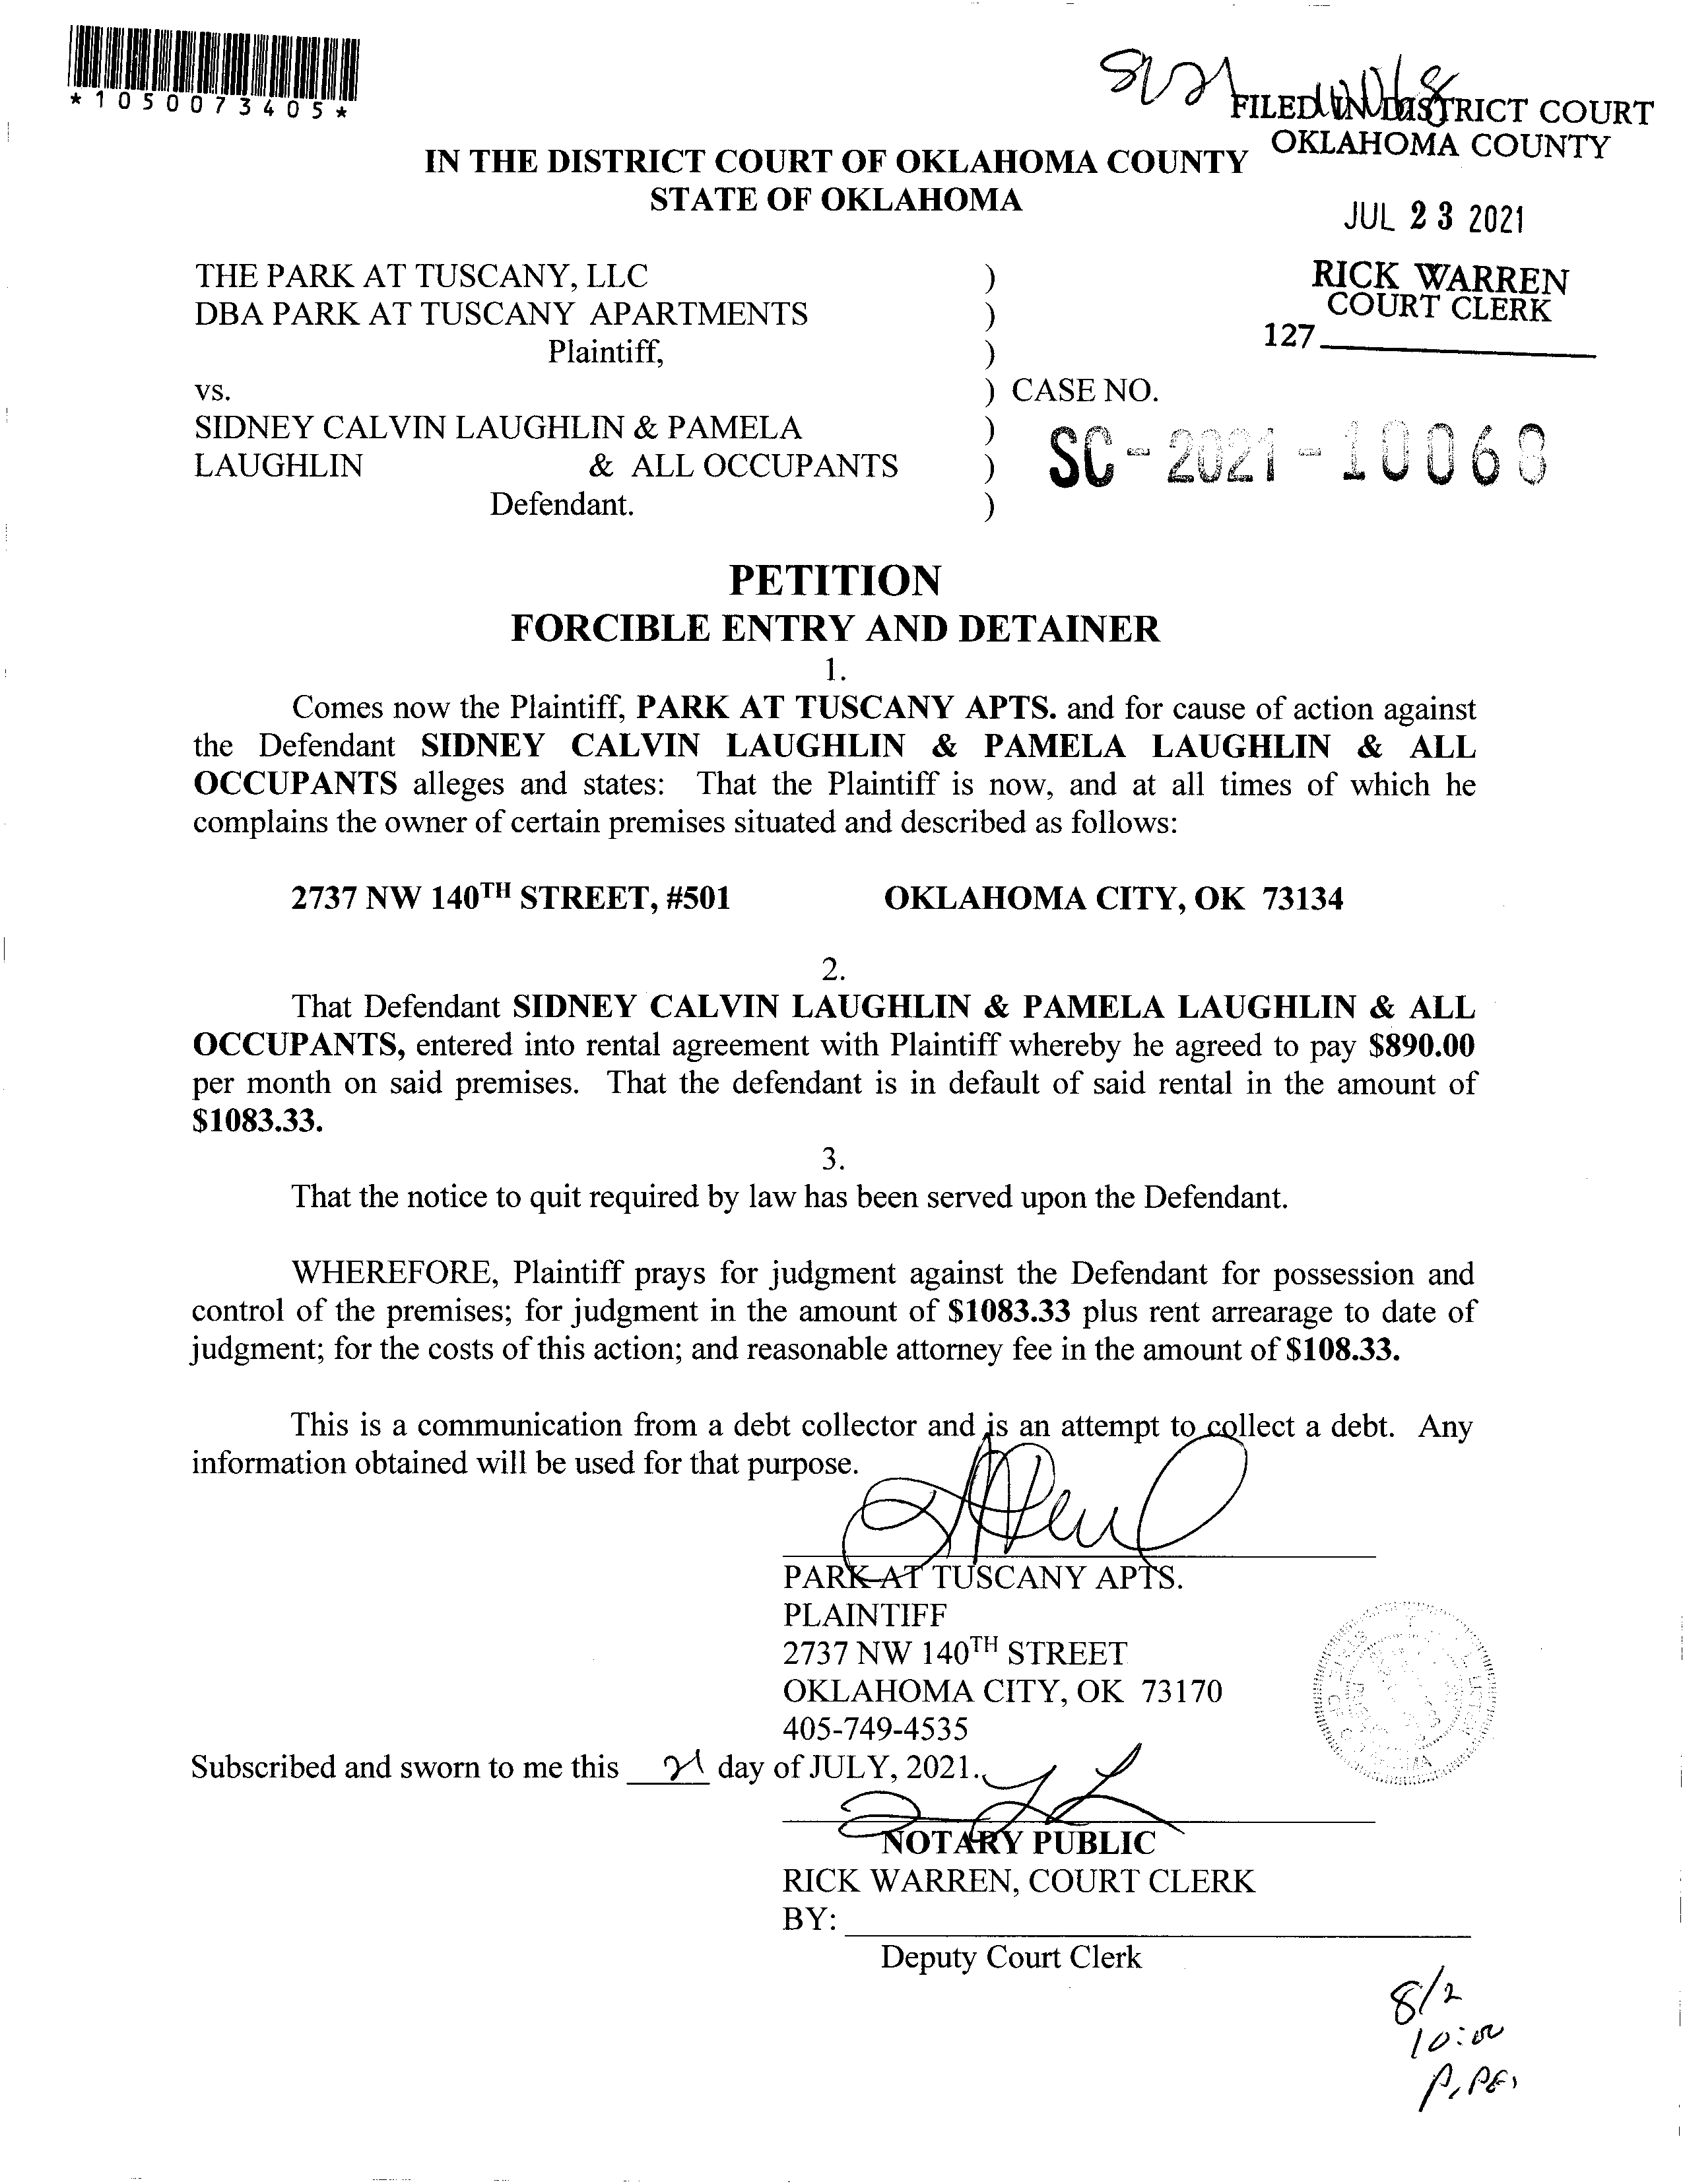 *1050073405*
FILED IN DISTRICT COURT
OKLAHOMA COUNTY
IN THE DISTRICT COURT OF OKLAHOMA COUNTY
STATE OF OKLAHOMA
JUL 23 2021
RICK WARREN
COURT CLERK
127
THE PARK AT TUSCANY, LLC )
DBA PARK AT TUSCANY APARTMENTS )
Plaintiff, )
vs. ) CASE NO.
SIDNEY CALVIN LAUGHLIN & PAMELA )
LAUGHLIN & ALL OCCUPANTS )
Defendant. )
SC-2021-10068
PETITION
FORCIBLE ENTRY AND DETAINER
1.
Comes now the Plaintiff, PARK AT TUSCANY APTS. and for cause of action against
the Defendant SIDNEY CALVIN LAUGHLIN & PAMELA LAUGHLIN & ALL
OCCUPANTS alleges and states: That the Plaintiff is now, and at all times of which he
complains the owner of certain premises situated and described as follows:
2737 NW 140TH STREET, #501 OKLAHOMA CITY, OK 73134
2.
That Defendant SIDNEY CALVIN LAUGHLIN & PAMELA LAUGHLIN & ALL
OCCUPANTS, entered into rental agreement with Plaintiff whereby he agreed to pay $890.00
per month on said premises. That the defendant is in default of said rental in the amount of
$1083.33.
3.
That the notice to quit required by law has been served upon the Defendant.
WHEREFORE, Plaintiff prays for judgment against the Defendant for possession and
control of the premises; for judgment in the amount of $1083.33 plus rent arrearage to date of
judgment; for the costs of this action; and reasonable attorney fee in the amount of $108.33.
This is a communication from a debt collector and is an attempt to collect a debt. Any
information obtained will be used for that purpose.
PARK AT TUSCANY APTS.
PLAINTIFF
2737 NW 140TH STREET
OKLAHOMA CITY, OK 73170
405-749-4535
Subscribed and sworn to me this 21 day of JULY, 2021.
NOTARY PUBLIC
RICK WARREN, COURT CLERK
BY:
Deputy Court Clerk
8/2
10:00